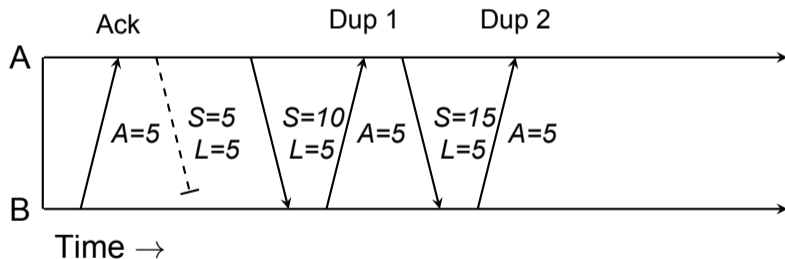 Ack
Dup 1
Dup 2
A
A=5
S=5
L=5
S=10
L=5
A=5
S=15
L=5
A=5
B
Time →